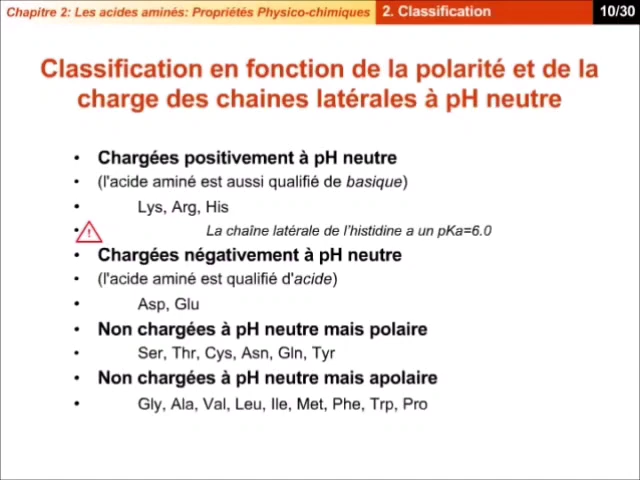 Chapitre 2: Les acides aminés: Propriétés Physico-chimiques
2. Classification
10/30
Classification en fonction de la polarité et de la
charge des chaines latérales à pH neutre
• Chargées positivement à pH neutre
• (l'acide aminé est aussi qualifié de basique)
• Lys, Arg, His
• ! La chaîne latérale de l'histidine a un pKa=6.0
• Chargées négativement à pH neutre
• (l'acide aminé est qualifié d'acide)
• Asp, Glu
• Non chargées à pH neutre mais polaire
• Ser, Thr, Cys, Asn, Gln, Tyr
• Non chargées à pH neutre mais apolaire
• Gly, Ala, Val, Leu, Ile, Met, Phe, Trp, Pro